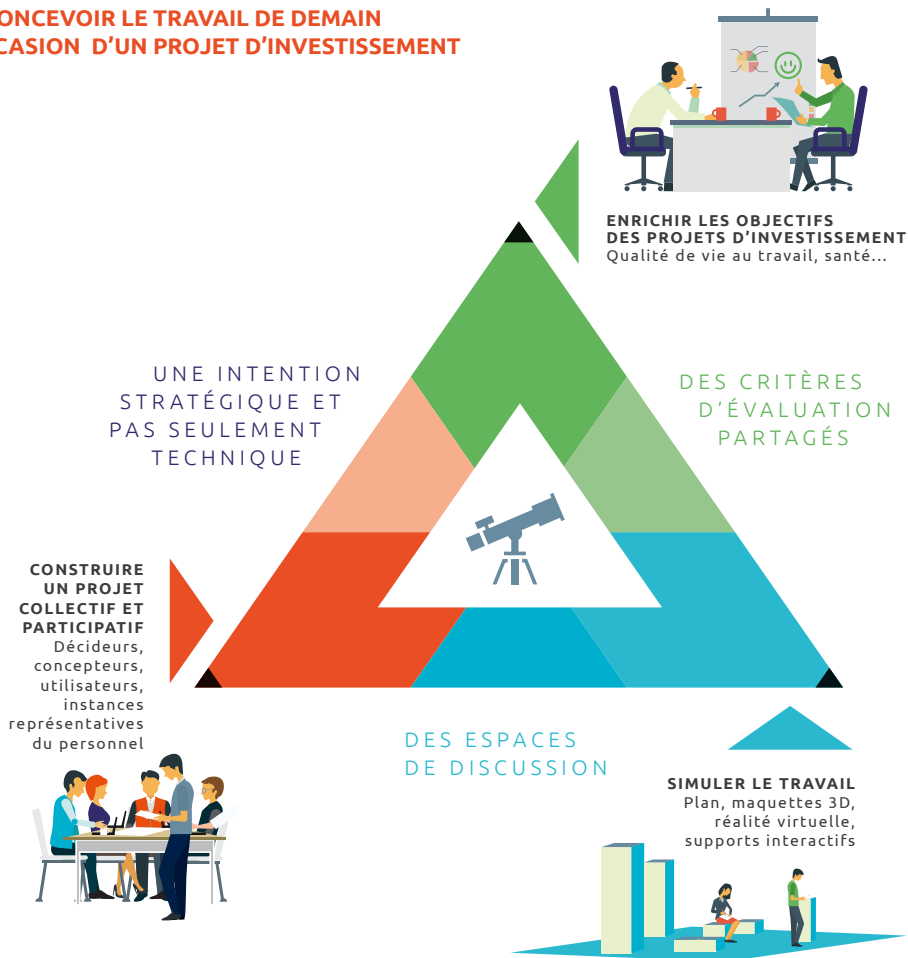 ONCEVOIR LE TRAVAIL DE DEMAIN
CASION D'UN PROJET D'INVESTISSEMENT
ENRICHIR LES OBJECTIFS
DES PROJETS D'INVESTISSEMENT
Qualité de vie au travail, santé...
UNE INTENTION
STRATÉGIQUE ET
PAS SEULEMENT
TECHNIQUE
DES CRITÈRES
D'ÉVALUATION
PARTAGÉS
CONSTRUIRE
UN PROJET
COLLECTIF ET
PARTICIPATIF
Décideurs,
concepteurs,
utilisateurs,
instances
représentatives
du personnel
DES ESPACES
DE DISCUSSION
SIMULER LE TRAVAIL
Plan, maquettes 3D,
réalité virtuelle,
supports interactifs